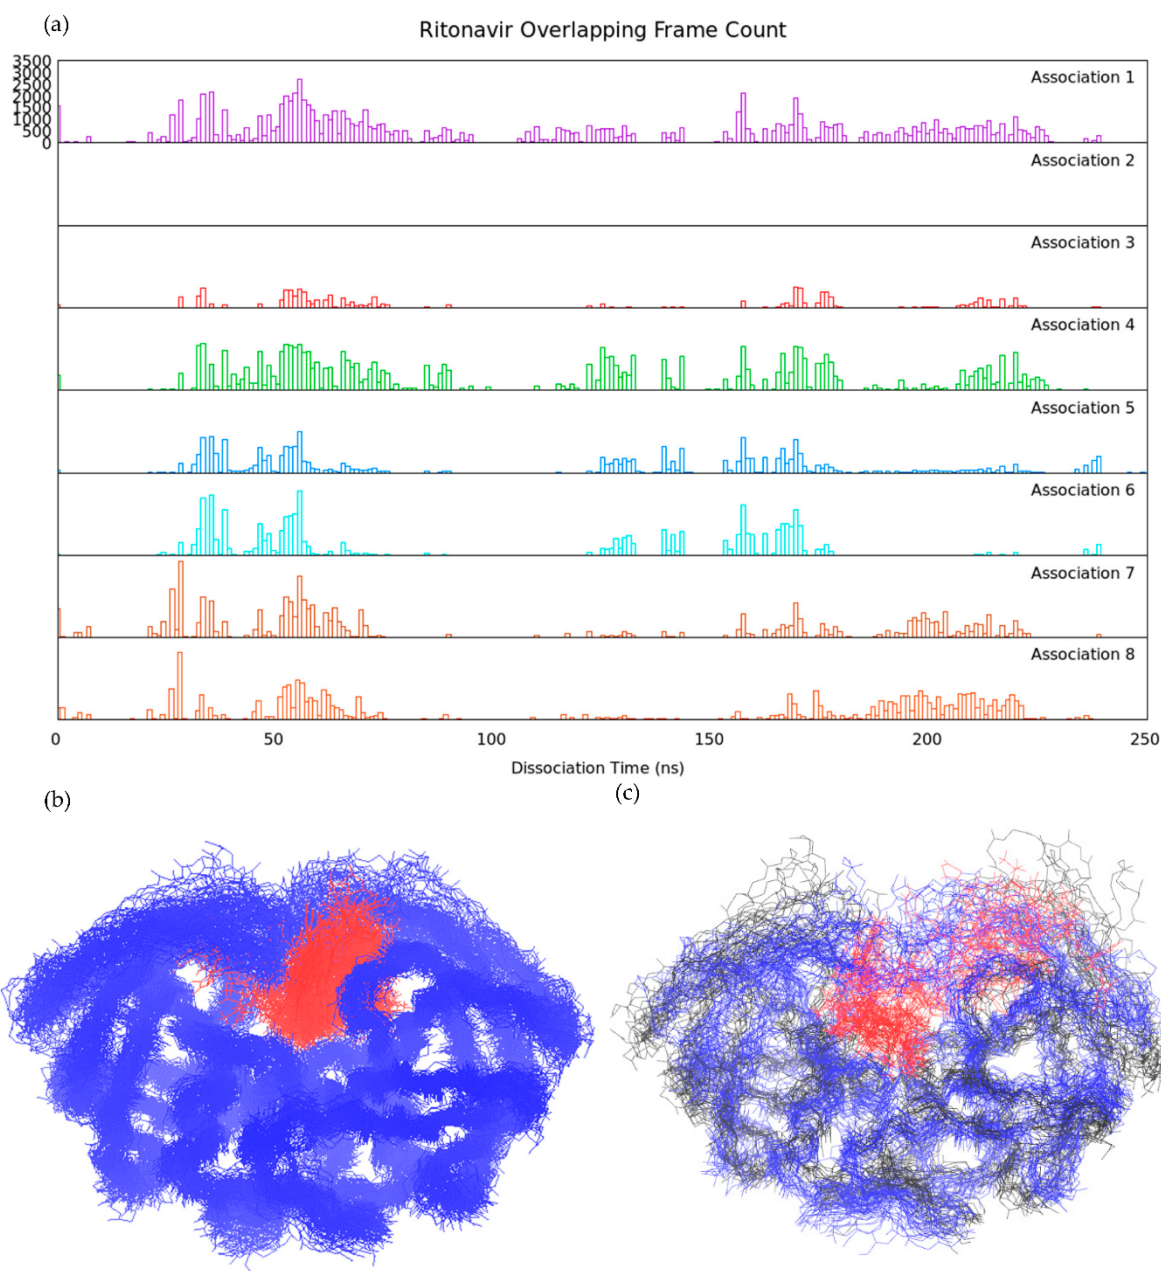 (a)
Ritonavir Overlapping Frame Count
3500
3000
2500
2000
1500
1000
500
0
Association 1
Association 2
Association 3
Association 4
Association 5
Association 6
Association 7
Association 8
0 50 100 150 200 250
Dissociation Time (ns)
(b)
(c)